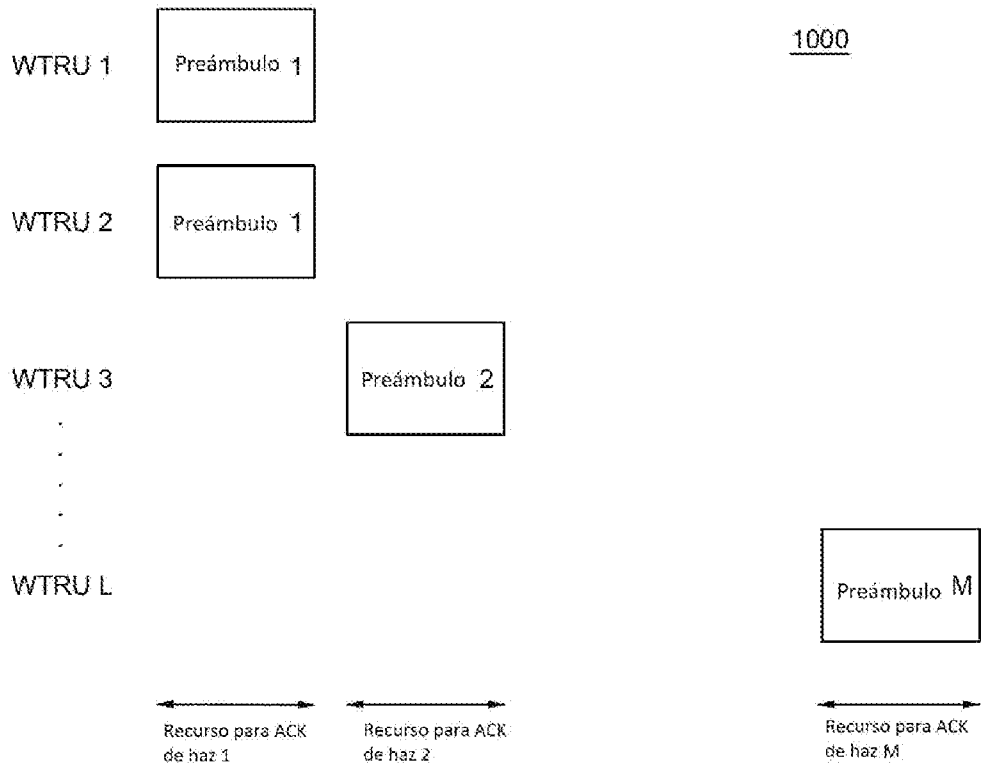 1000
WTRU 1
Preámbulo 1
WTRU 2
Preámbulo 1
WTRU 3
Preámbulo 2
WTRU L
Preámbulo M
Recurso para ACK
de haz 1
Recurso para ACK
de haz 2
Recurso para ACK
de haz M